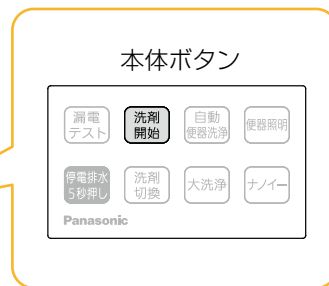 本体ボタン
漏電
テスト
洗剤
開始
自動
便器洗浄
便器照明
停電排水
5秒押し
洗剤
切換
大洗浄
ナノイー
Panasonic